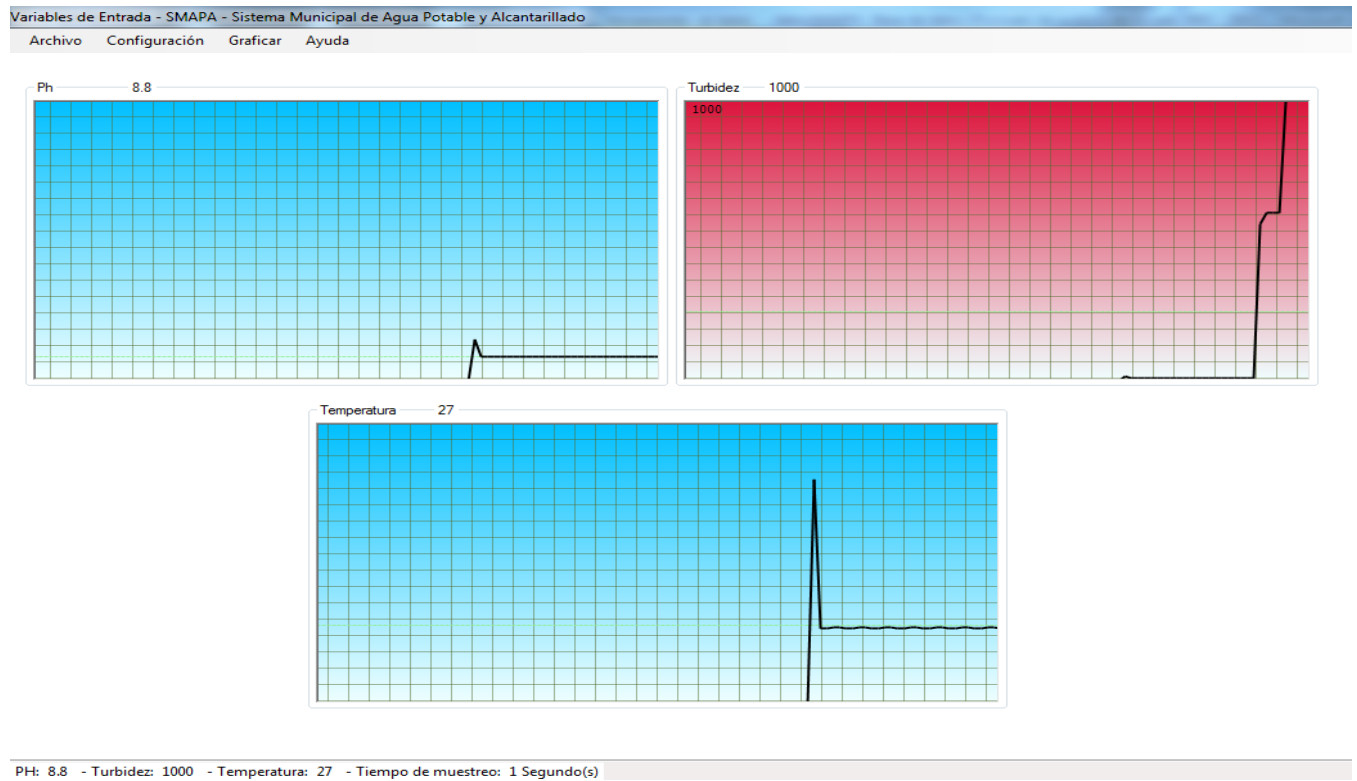 Variables de Entrada - SMAPA - Sistema Municipal de Agua Potable y Alcantarillado
Archivo Configuración Graficar Ayuda
Ph 8.8
Turbidez 1000
1000
Temperatura 27
PH: 8.8 - Turbidez: 1000 - Temperatura: 27 - Tiempo de muestreo: 1 Segundo(s)